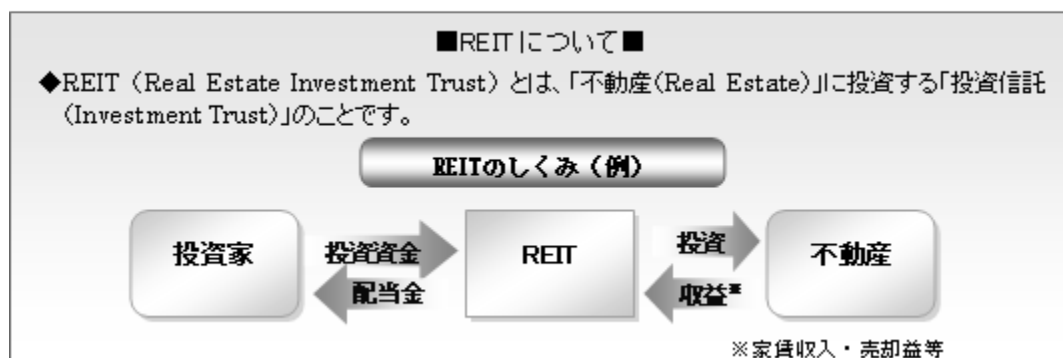 ■REITについて■
◆REIT（Real Estate Investment Trust）とは、「不動産(Real Estate)」に投資する「投資信託
（Investment Trust)」のことです。
REITのしくみ（例）
投資家 投資資金 REIT 投資 不動産
配当金 収益※
※家賃収入・売却益等